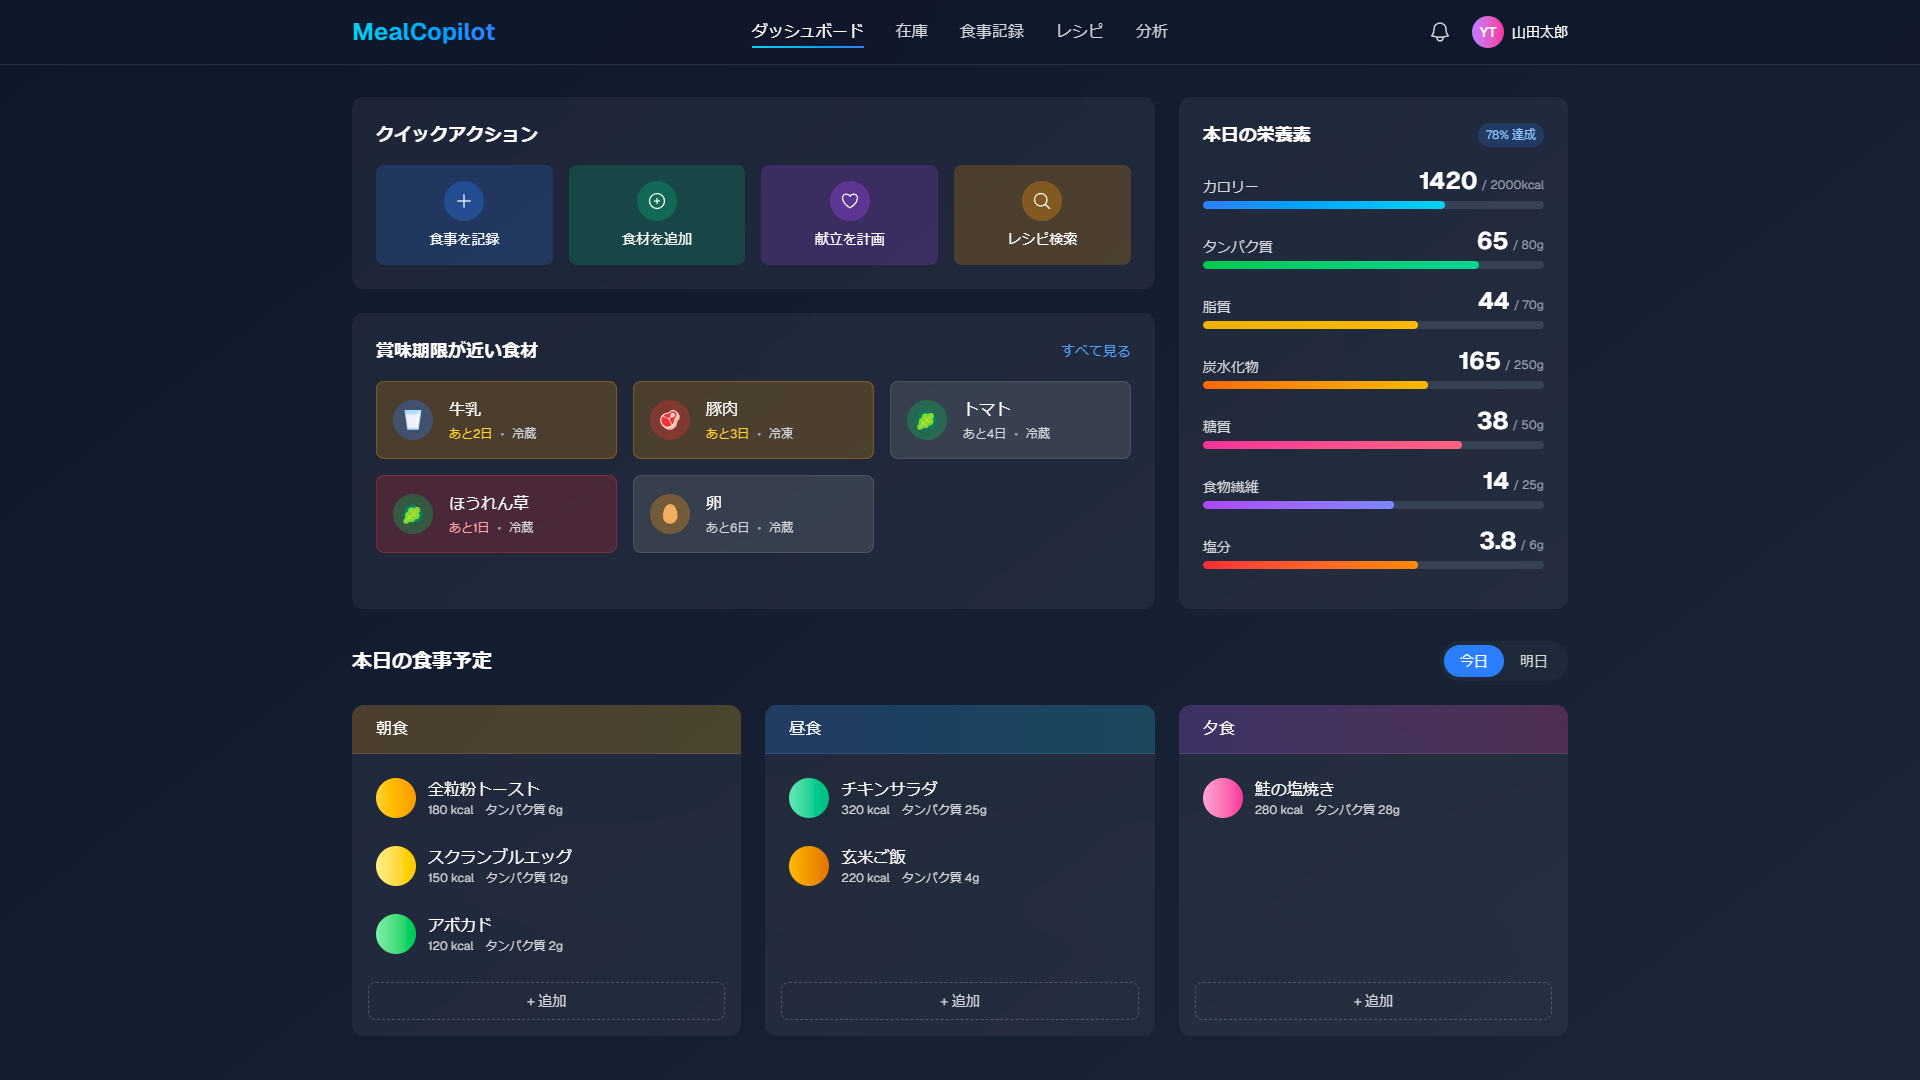 MealCopilot
ダッシュボード 在庫 食事記録 レシピ 分析
YT 山田太郎
クイックアクション
食事を記録
食材を追加
献立を計画
レシピ検索
賞味期限が近い食材
すべて見る
牛乳
あと2日 • 冷蔵
豚肉
あと3日 • 冷凍
トマト
あと4日 • 冷蔵
ほうれん草
あと1日 • 冷蔵
卵
あと6日 • 冷蔵
本日の栄養素
78% 達成
カロリー 1420 / 2000kcal
タンパク質 65 / 80g
脂質 44 / 70g
炭水化物 165 / 250g
糖質 38 / 50g
食物繊維 14 / 25g
塩分 3.8 / 6g
本日の食事予定
今日 明日
朝食
全粒粉トースト
180 kcal タンパク質 6g
スクランブルエッグ
150 kcal タンパク質 12g
アボカド
120 kcal タンパク質 2g
+ 追加
昼食
チキンサラダ
320 kcal タンパク質 25g
玄米ご飯
220 kcal タンパク質 4g
+ 追加
夕食
鮭の塩焼き
280 kcal タンパク質 28g
+ 追加